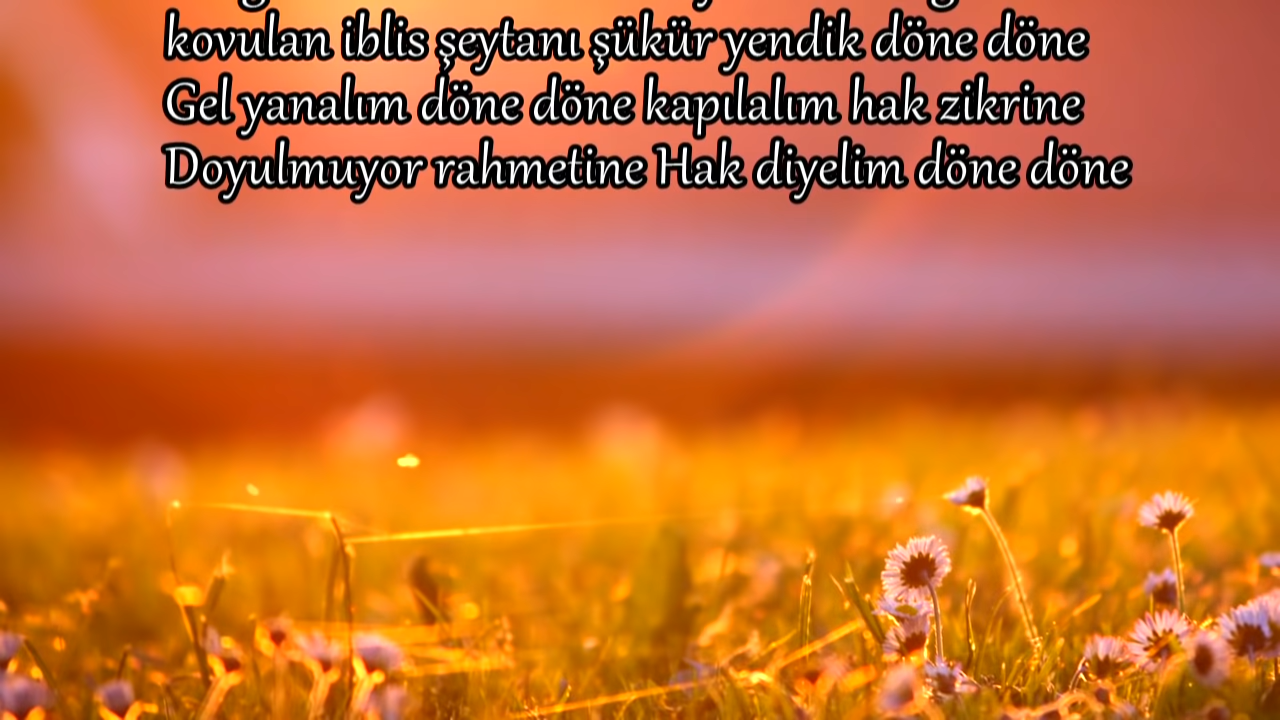 kovulan iblis şeytanı şükür yendik döne döne
Gel yanalım döne döne kapılalım hak zikrine
Doyulmuyor rahmetine Hak diyelim döne döne